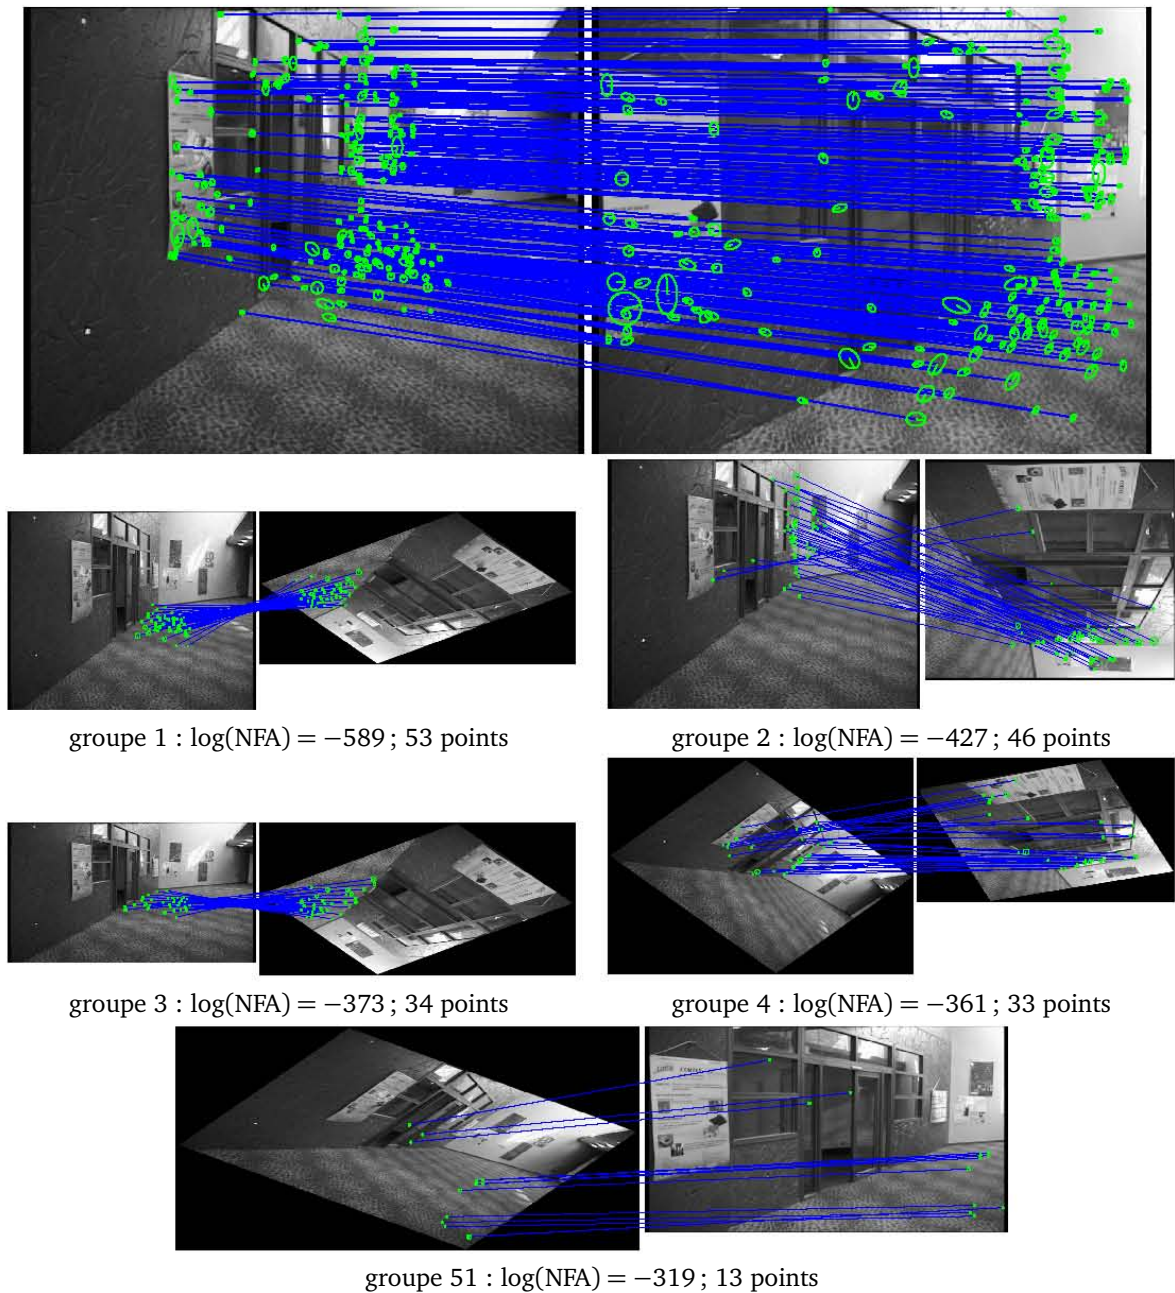 groupe 1 : log(NFA) = −589 ; 53 points
groupe 2 : log(NFA) = −427 ; 46 points
groupe 3 : log(NFA) = −373 ; 34 points
groupe 4 : log(NFA) = −361 ; 33 points
groupe 51 : log(NFA) = −319 ; 13 points